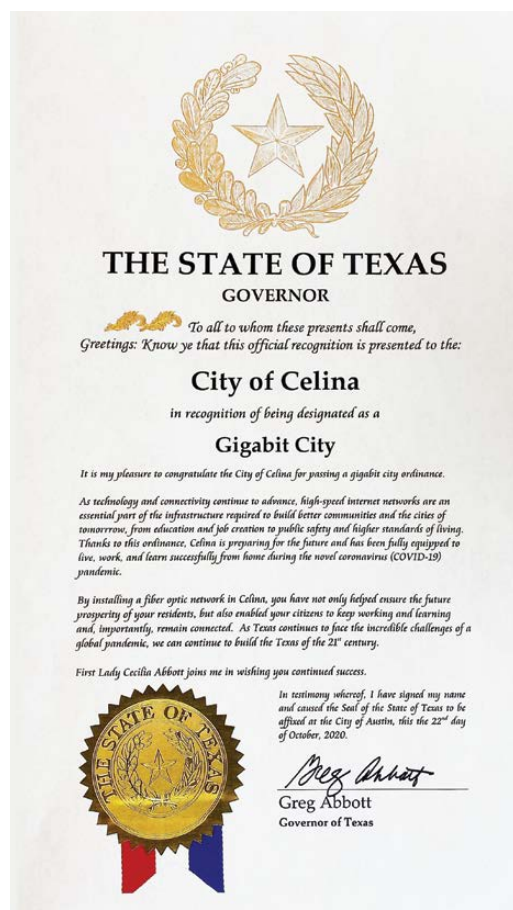 THE STATE OF TEXAS
GOVERNOR
To all to whom these presents shall come,
Greetings: Know ye that this official recognition is presented to the:
City of Celina
in recognition of being designated as a
Gigabit City
It is my pleasure to congratulate the City of Celina for passing a gigabit city ordinance.
As technology and connectivity continue to advance, high-speed internet networks are an
essential part of the infrastructure required to build better communities and the cities of
tomorrrow, from education and job creation to public safety and higher standards of living.
Thanks to this ordinance, Celina is preparing for the future and has been fully equipped to
live, work, and learn successfully from home during the novel coronavirus (COVID-19)
pandemic.
By installing a fiber optic network in Celina, you have not only helped ensure the future
prosperity of your residents, but also enabled your citizens to keep working and learning
and, importantly, remain connected. As Texas continues to face the incredible challenges of a
global pandemic, we can continue to build the Texas of the 21st century.
First Lady Cecilia Abbott joins me in wishing you continued success.
THE STATE OF TEXAS
In testimony whereof, I have signed my name
and caused the Seal of the State of Texas to be
affixed at the City of Austin, this the 22nd day
of October, 2020.
Greg Abbott
Greg Abbott
Governor of Texas